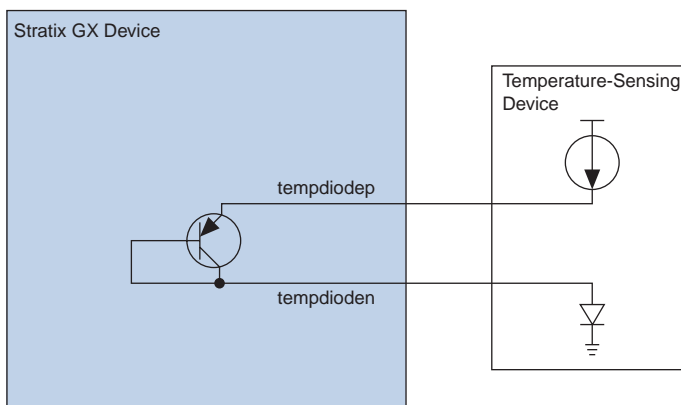 Stratix GX Device
Temperature-Sensing
Device
tempdiodep
tempdioden